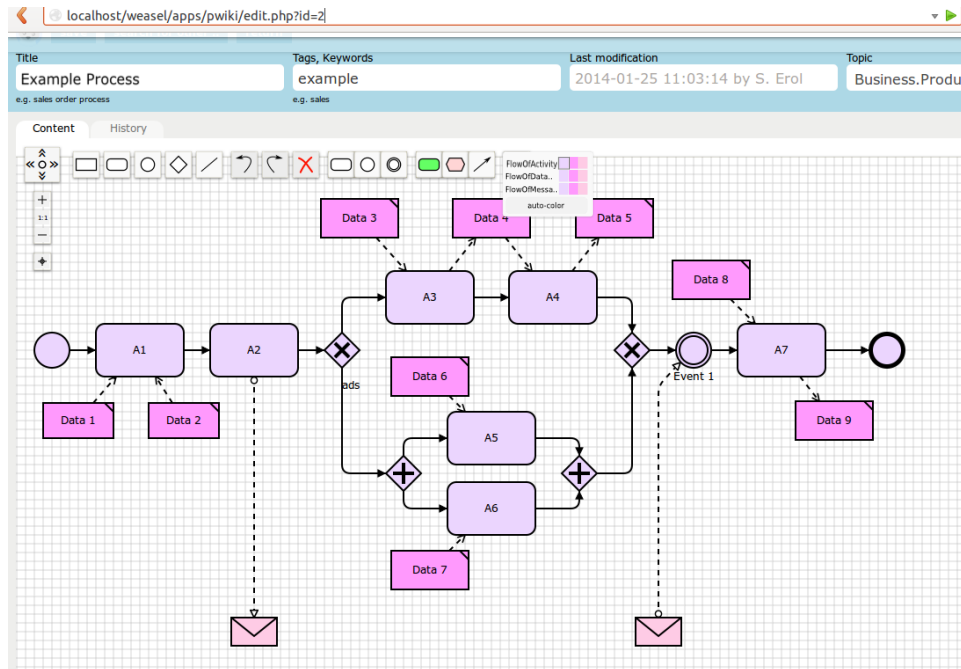 localhost/weasel/apps/pwiki/edit.php?id=2
Title
Tags, Keywords
Last modification
Topic
Example Process
example
2014-01-25 11:03:14 by S. Erol
Business.Produ
e.g. sales order process
e.g. sales
Content
History
FlowOfActivity
FlowOfData..
FlowOfMessa..
auto-color
1:1
Data 3
Data 4
Data 5
Data 8
A3
A4
A1
A2
A7
ads
Event 1
Data 6
Data 1
Data 2
Data 9
A5
A6
Data 7